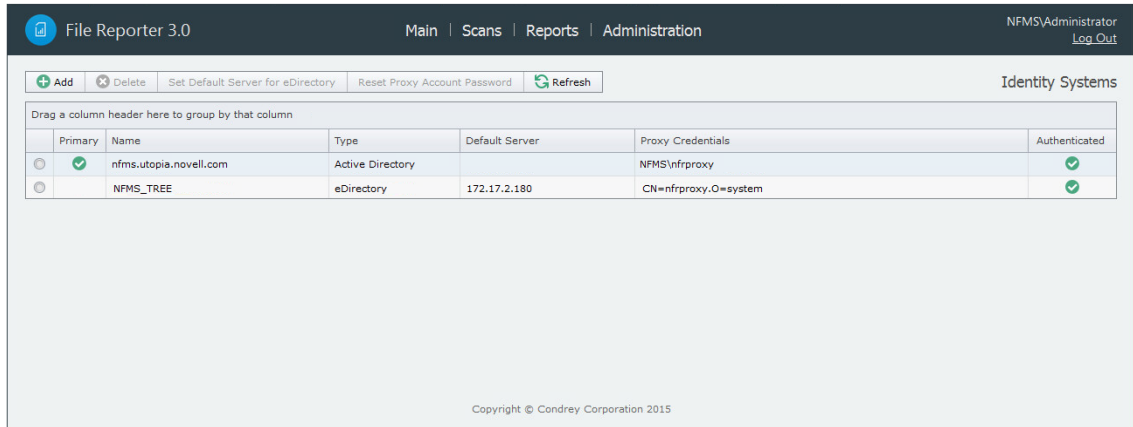 File Reporter 3.0
Main | Scans | Reports | Administration
NFMS\Administrator
Log Out
Add Delete Set Default Server for eDirectory Reset Proxy Account Password Refresh
Identity Systems
Drag a column header here to group by that column
Primary Name Type Default Server Proxy Credentials Authenticated
nfms.utopia.novell.com Active Directory NFMS\nfrproxy
NFMS_TREE eDirectory 172.17.2.180 CN=nfrproxy.O=system
Copyright © Condrey Corporation 2015